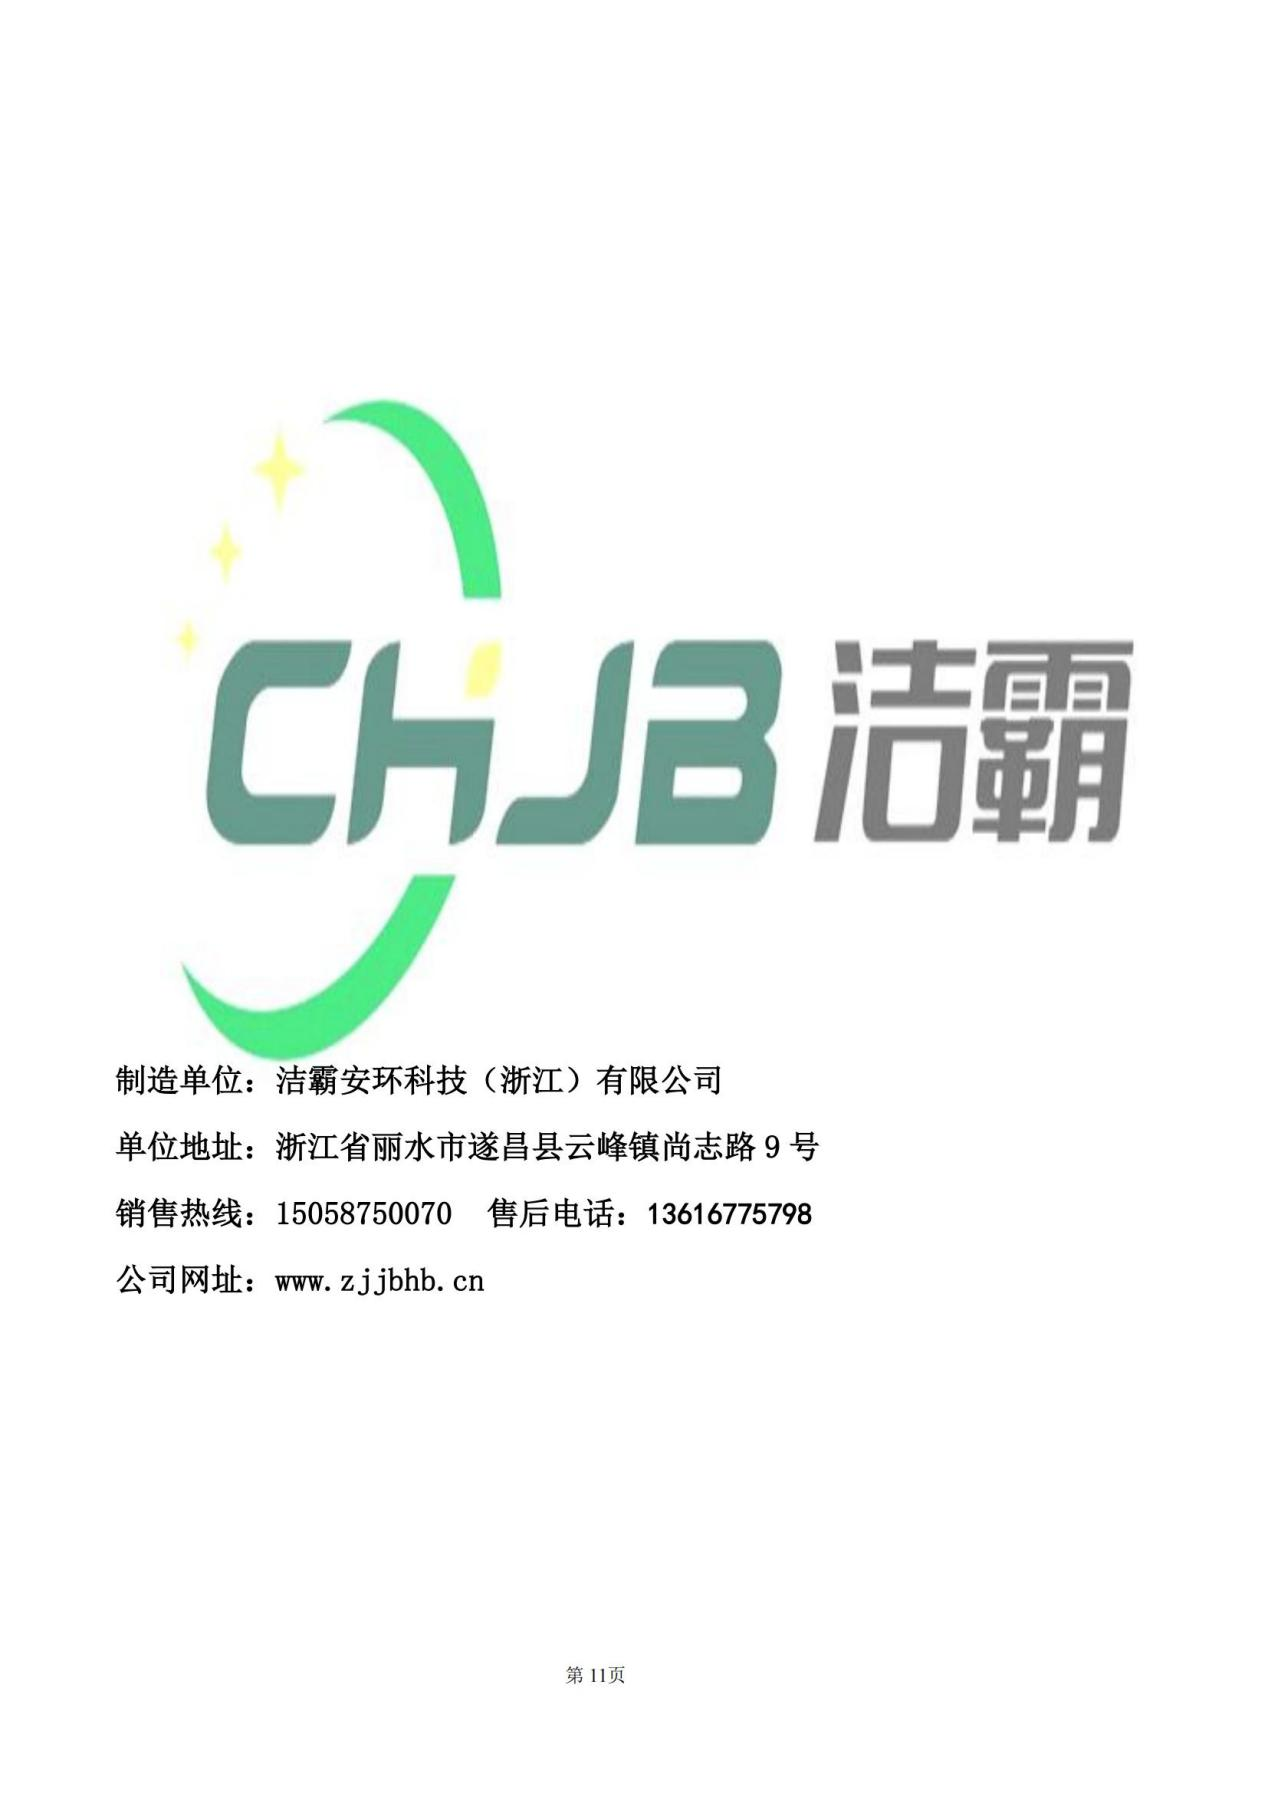 CHJB 洁霸
制造单位：洁霸安环科技（浙江）有限公司
单位地址：浙江省丽水市遂昌县云峰镇尚志路 9 号
销售热线：15058750070 售后电话：13616775798
公司网址：www.zjjbhb.cn
第 11页